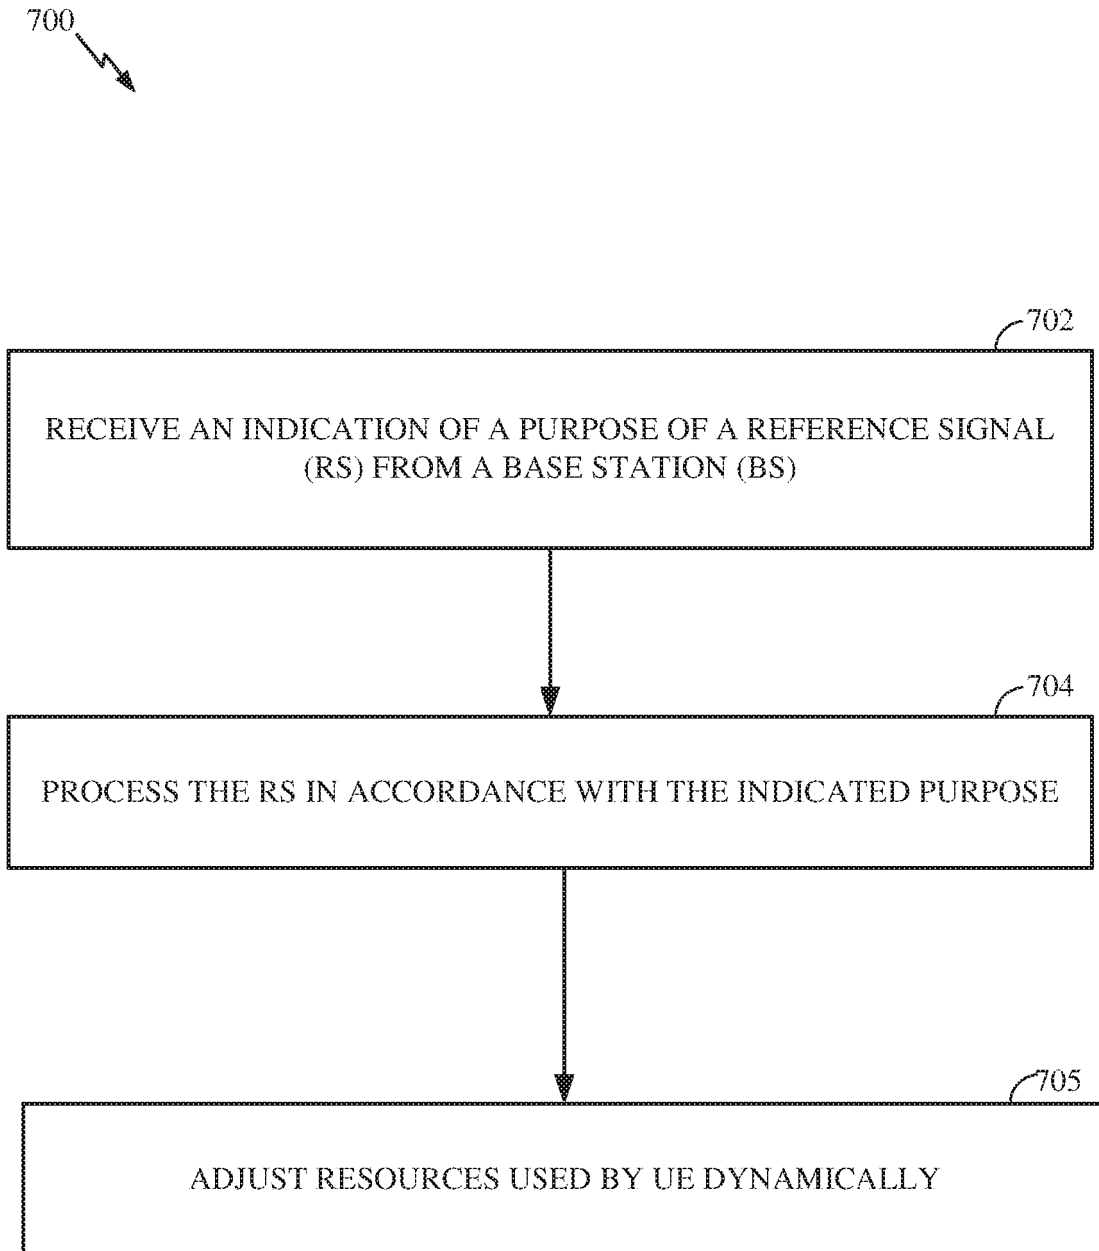 700
702
RECEIVE AN INDICATION OF A PURPOSE OF A REFERENCE SIGNAL
(RS) FROM A BASE STATION (BS)
704
PROCESS THE RS IN ACCORDANCE WITH THE INDICATED PURPOSE
705
ADJUST RESOURCES USED BY UE DYNAMICALLY